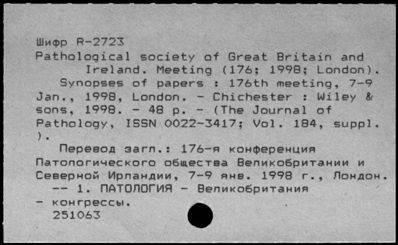 Шифр R-2723
Pathological society of Great Britain and
Ireland. Meeting (176; 1998; London).
Synopses of papers : 176th meeting, 7-9
Jan., 1998, London. - Chichester : Wiley &
sons, 1998. - 48 p. - (The Journal of
Pathology, ISSN 0022-3417; Vol. 184, suppl.
).
Перевод загл.: 176-я конференция
Патологического общества Великобритании и
Северной Ирландии, 7-9 янв. 1998 г., Лондон.
-- 1. ПАТОЛОГИЯ - Великобритания
- конгрессы.
251063